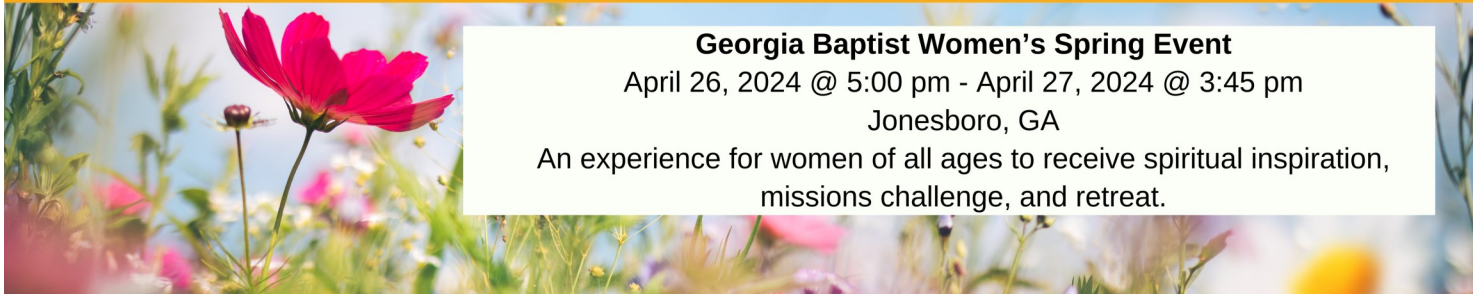 Georgia Baptist Women’s Spring Event
April 26, 2024 @ 5:00 pm - April 27, 2024 @ 3:45 pm
Jonesboro, GA
An experience for women of all ages to receive spiritual inspiration,
missions challenge, and retreat.